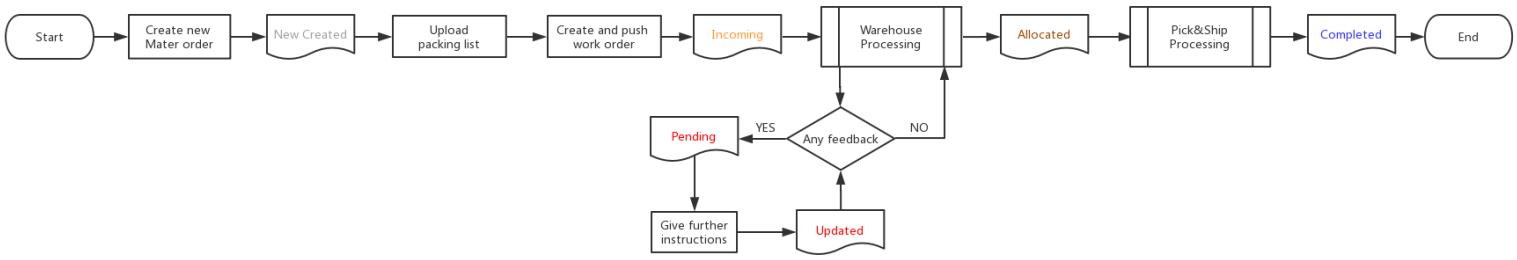 Start
Create new
Mater order
New Created
Upload
packing list
Create and push
work order
Incoming
Warehouse
Processing
Allocated
Pick&Ship
Processing
Completed
End
Pending
YES
Any feedback
NO
Give further
instructions
Updated